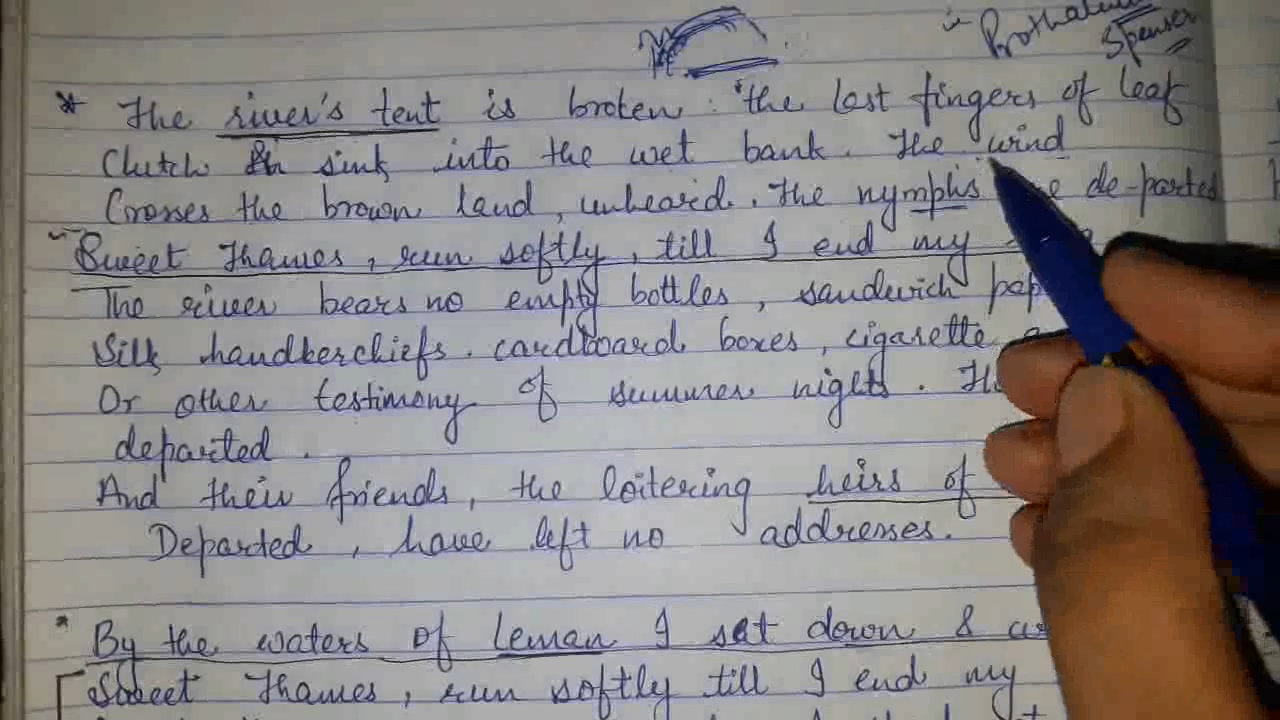 Prothalam
Spenser
* The river's tent is broken: the last fingers of leaf
Clutch & sink into the wet bank. The wind
Crosses the brown land, unheard. The nymphs de-parted
Sweet Thames, run softly, till I end my
The river bears no empty bottles, sandwich pap
Silk handkerchiefs. cardboard boxes, cigarette
Or other testimony of summer nights. Th
departed.
And their friends, the loitering heirs of
Departed, have left no addresses.
* By the waters of Leman I sat down &
Sweet Thames, run softly till I end my